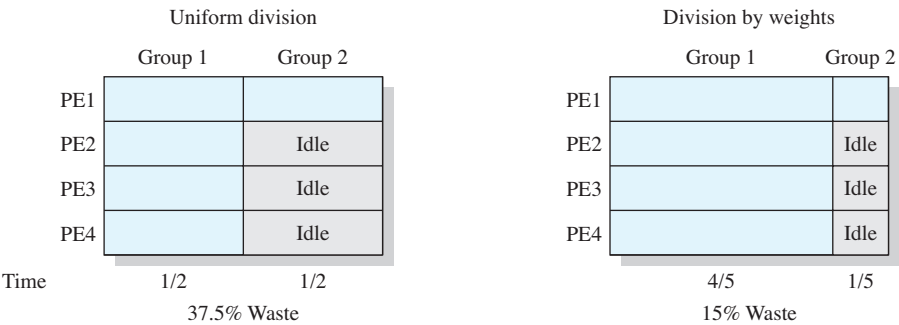 Uniform division
Group 1 Group 2
PE1
PE2 Idle
PE3 Idle
PE4 Idle
Time 1/2 1/2
37.5% Waste
Division by weights
Group 1 Group 2
PE1
PE2 Idle
PE3 Idle
PE4 Idle
4/5 1/5
15% Waste